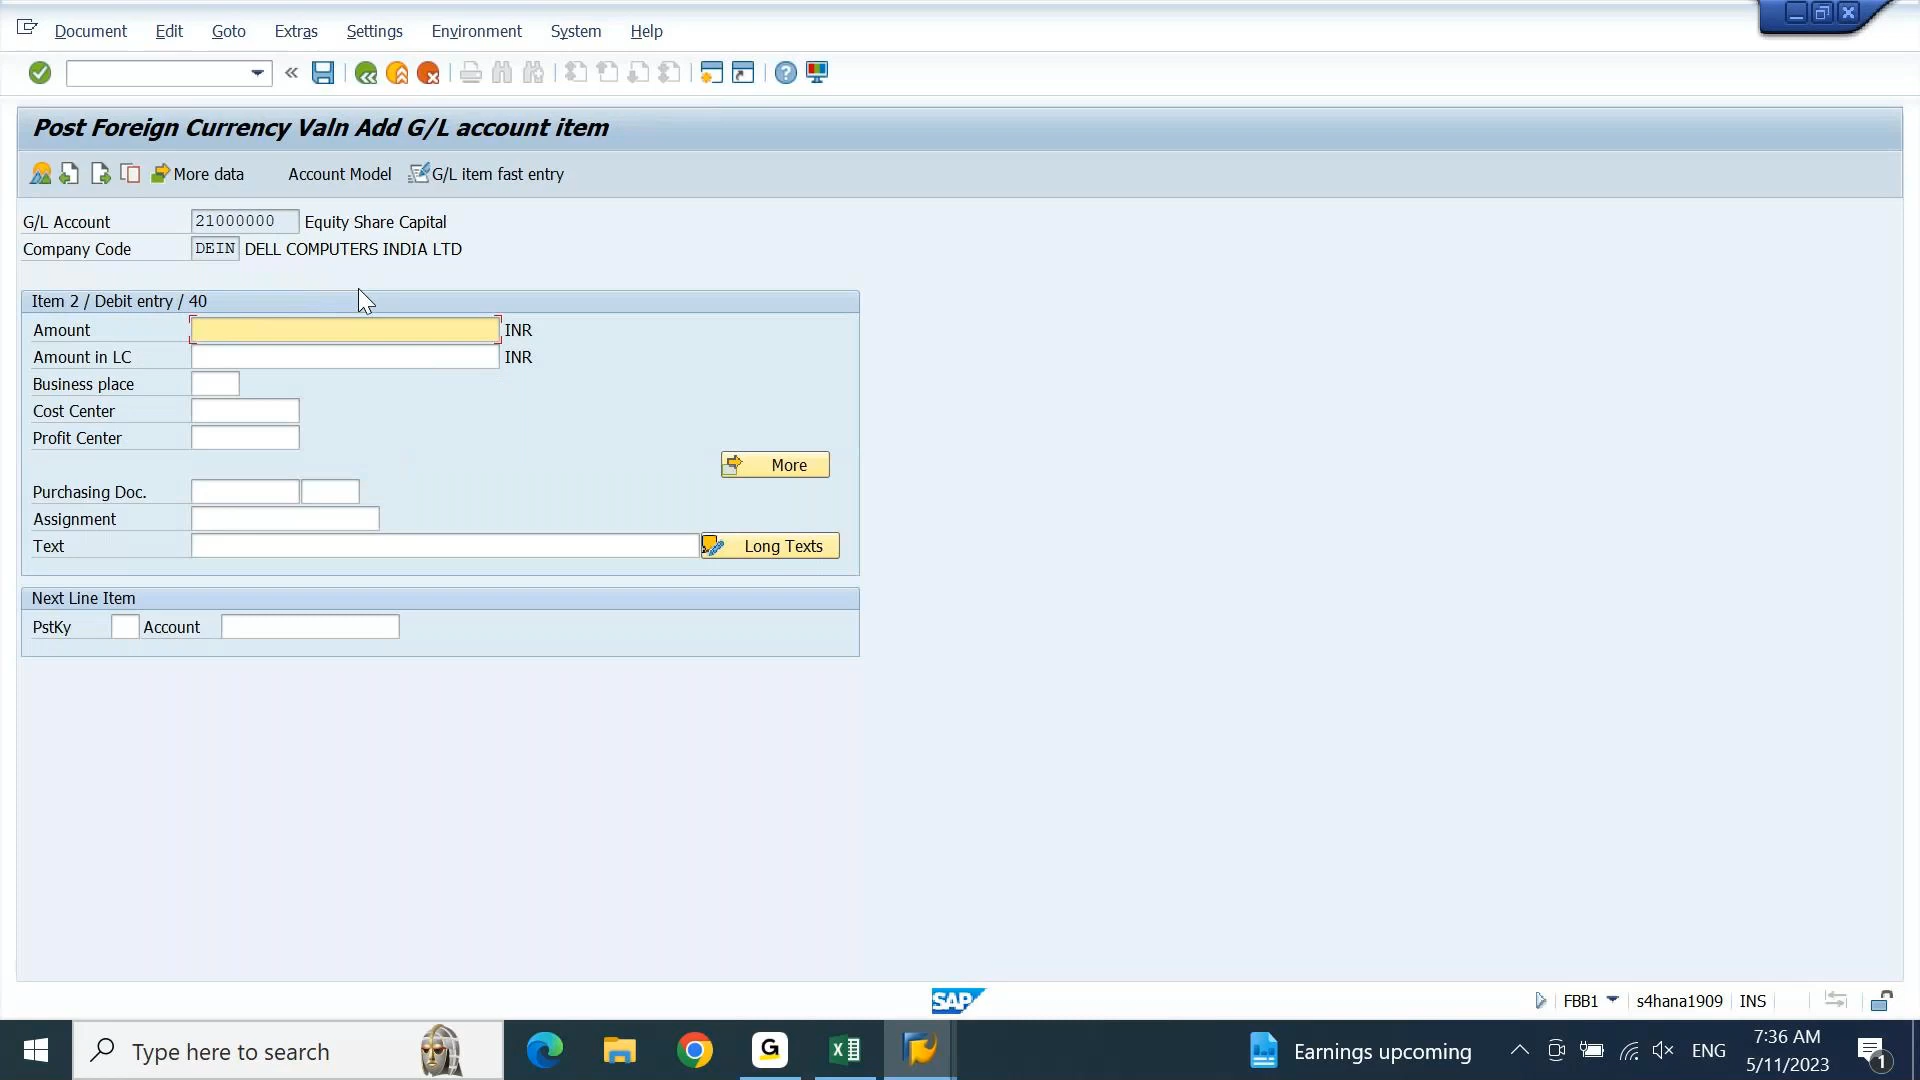 Document Edit Goto Extras Settings Environment System Help
Post Foreign Currency Valn Add G/L account item
More data Account Model G/L item fast entry
G/L Account 21000000 Equity Share Capital
Company Code DEIN DELL COMPUTERS INDIA LTD
Item 2 / Debit entry / 40
Amount INR
Amount in LC INR
Business place
Cost Center
Profit Center
More
Purchasing Doc.
Assignment
Text Long Texts
Next Line Item
PstKy Account
SAP
FBB1 s4hana1909 INS
Type here to search
G
Earnings upcoming
ENG
7:36 AM
5/11/2023
1